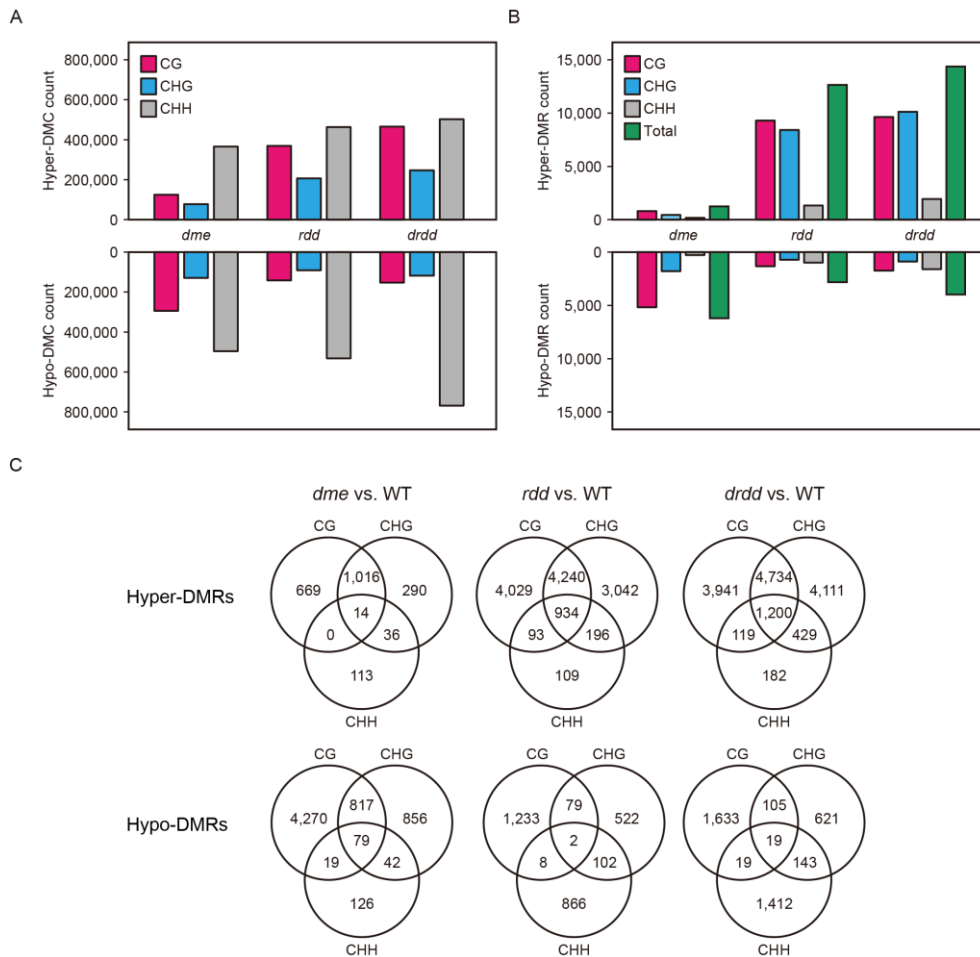 A
B
800,000
600,000
400,000
200,000
0
Hyper-DMC count
CG
CHG
CHH
dme
rdd
drdd
0
200,000
400,000
600,000
800,000
Hypo-DMC count
15,000
10,000
5,000
0
Hyper-DMR count
CG
CHG
CHH
Total
dme
rdd
drdd
0
5,000
10,000
15,000
Hypo-DMR count
C
dme vs. WT
rdd vs. WT
drdd vs. WT
Hyper-DMRs
CG CHG
1,016
669 290
14
0 36
113
CHH
CG CHG
4,240
4,029 3,042
934
93 196
109
CHH
CG CHG
4,734
3,941 4,111
1,200
119 429
182
CHH
Hypo-DMRs
CG CHG
817
4,270 856
79
19 42
126
CHH
CG CHG
79
1,233 522
2
8 102
866
CHH
CG CHG
105
1,633 621
19
19 143
1,412
CHH